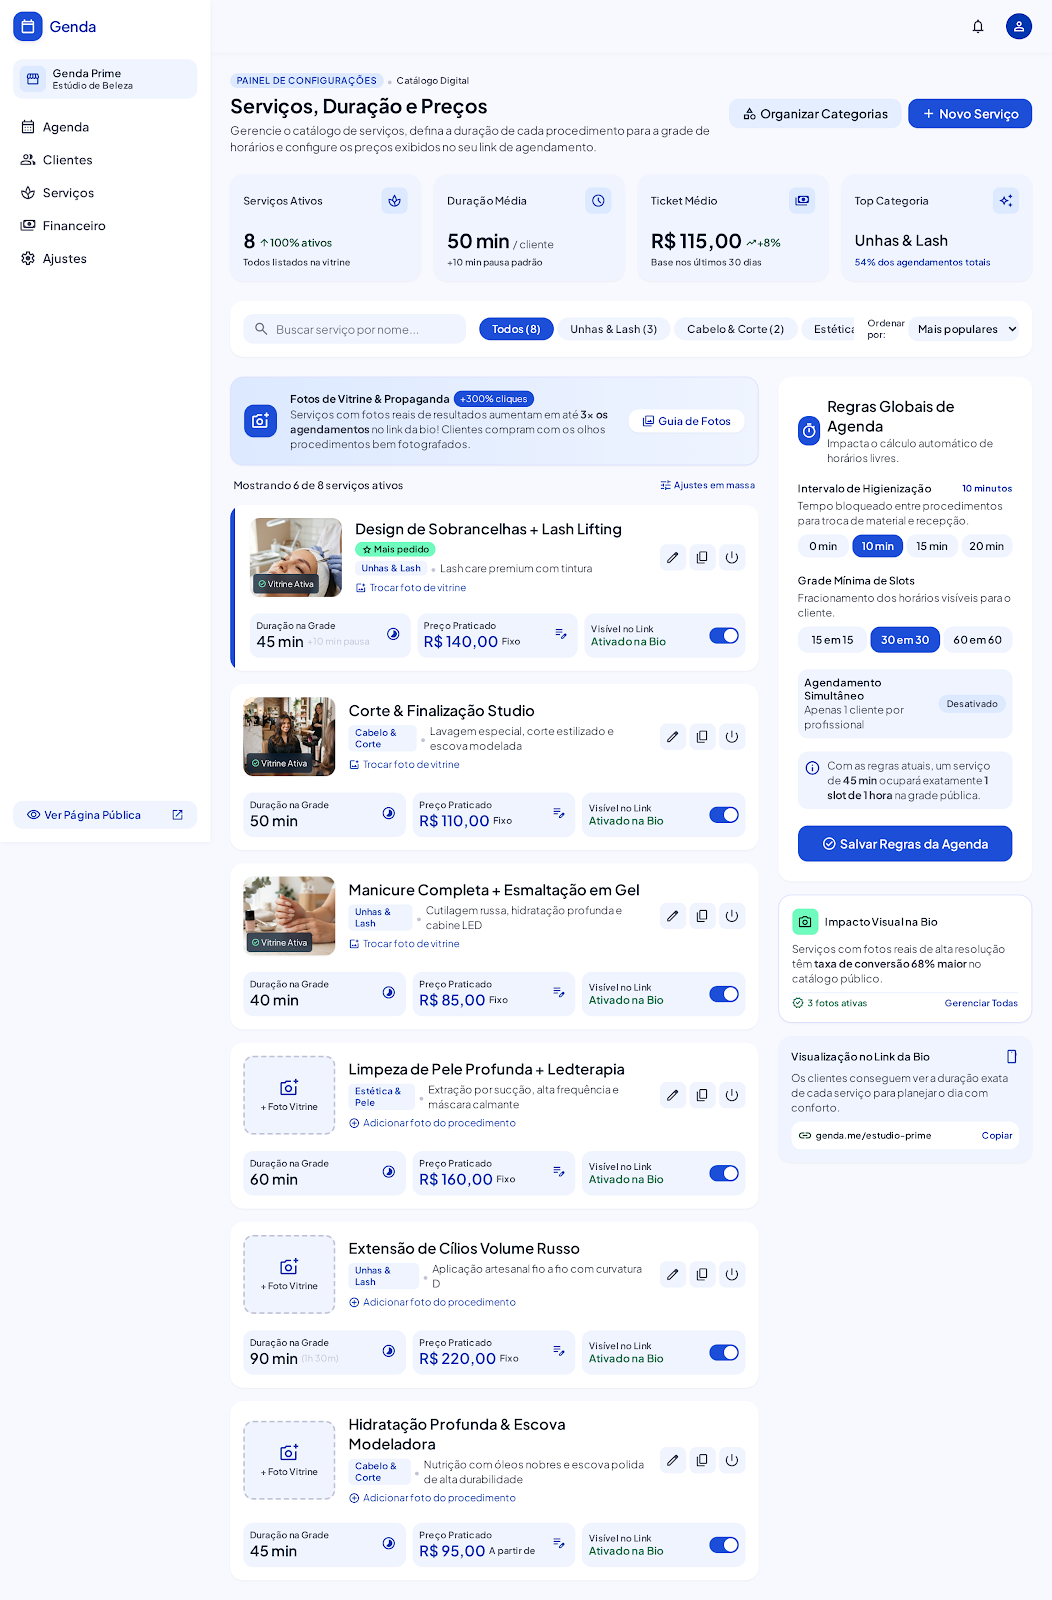 Genda
Genda Prime
Estúdio de Beleza
Agenda
Clientes
Serviços
Financeiro
Ajustes
Ver Página Pública
PAINEL DE CONFIGURAÇÕES • Catálogo Digital
Serviços, Duração e Preços
Gerencie o catálogo de serviços, defina a duração de cada procedimento para a grade de
horários e configure os preços exibidos no seu link de agendamento.
Organizar Categorias
Novo Serviço
Serviços Ativos
8 100% ativos
Todos listados na vitrine
Duração Média
50 min / cliente
+10 min pausa padrão
Ticket Médio
R$ 115,00 +8%
Base nos últimos 30 dias
Top Categoria
Unhas & Lash
54% dos agendamentos totais
Buscar serviço por nome...
Todos (8)
Unhas & Lash (3)
Cabelo & Corte (2)
Estética
Ordenar
por:
Mais populares
Fotos de Vitrine & Propaganda +300% cliques
Serviços com fotos reais de resultados aumentam em até 3x os
agendamentos no link da bio! Clientes compram com os olhos
procedimentos bem fotografados.
Guia de Fotos
Mostrando 6 de 8 serviços ativos
Ajustes em massa
Vitrine Ativa
Design de Sobrancelhas + Lash Lifting
Mais pedido
Unhas & Lash • Lash care premium com tintura
Trocar foto de vitrine
Duração na Grade
45 min +10 min pausa
Preço Praticado
R$ 140,00 Fixo
Visível no Link
Ativado na Bio
Vitrine Ativa
Corte & Finalização Studio
Cabelo &
Corte
• Lavagem especial, corte estilizado e
escova modelada
Trocar foto de vitrine
Duração na Grade
50 min
Preço Praticado
R$ 110,00 Fixo
Visível no Link
Ativado na Bio
Vitrine Ativa
Manicure Completa + Esmaltação em Gel
Unhas &
Lash
• Cutilagem russa, hidratação profunda e
cabine LED
Trocar foto de vitrine
Duração na Grade
40 min
Preço Praticado
R$ 85,00 Fixo
Visível no Link
Ativado na Bio
+ Foto Vitrine
Limpeza de Pele Profunda + Ledterapia
Estética &
Pele
• Extração por sucção, alta frequência e
máscara calmante
Adicionar foto do procedimento
Duração na Grade
60 min
Preço Praticado
R$ 160,00 Fixo
Visível no Link
Ativado na Bio
+ Foto Vitrine
Extensão de Cílios Volume Russo
Unhas &
Lash
• Aplicação artesanal fio a fio com curvatura
D
Adicionar foto do procedimento
Duração na Grade
90 min (1h 30m)
Preço Praticado
R$ 220,00 Fixo
Visível no Link
Ativado na Bio
+ Foto Vitrine
Hidratação Profunda & Escova
Modeladora
Cabelo &
Corte
• Nutrição com óleos nobres e escova polida
de alta durabilidade
Adicionar foto do procedimento
Duração na Grade
45 min
Preço Praticado
R$ 95,00 A partir de
Visível no Link
Ativado na Bio
Regras Globais de
Agenda
Impacta o cálculo automático de
horários livres.
Intervalo de Higienização 10 minutos
Tempo bloqueado entre procedimentos
para troca de material e recepção.
0 min 10 min 15 min 20 min
Grade Mínima de Slots
Fracionamento dos horários visíveis para o
cliente.
15 em 15 30 em 30 60 em 60
Agendamento
Simultâneo
Apenas 1 cliente por
profissional
Desativado
Com as regras atuais, um serviço
de 45 min ocupará exatamente 1
slot de 1 hora na grade pública.
Salvar Regras da Agenda
Impacto Visual na Bio
Serviços com fotos reais de alta resolução
têm taxa de conversão 68% maior no
catálogo público.
3 fotos ativas
Gerenciar Todas
Visualização no Link da Bio
Os clientes conseguem ver a duração exata
de cada serviço para planejar o dia com
conforto.
genda.me/estudio-prime
Copiar